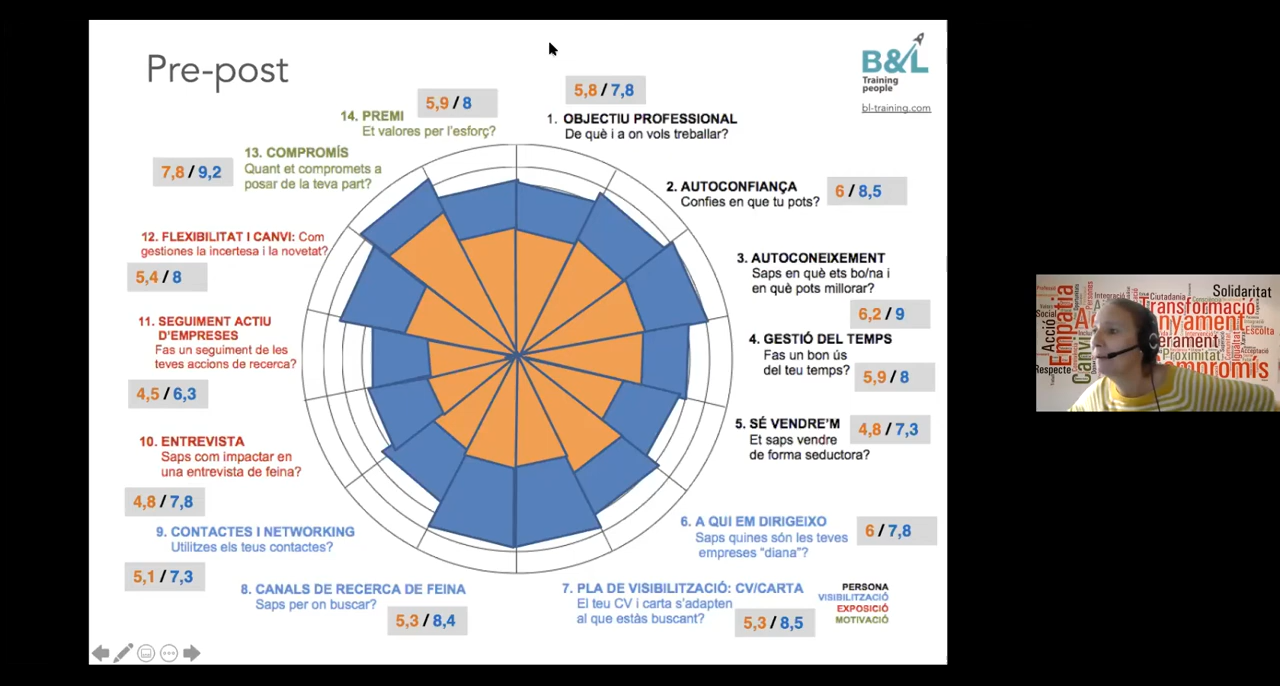 Pre-post
B&L
Training
people
bl-training.com
5,8 / 7,8
1. OBJECTIU PROFESSIONAL
De què i a on vols treballar?
2. AUTOCONFIANÇA
Confies en que tu pots?
6 / 8,5
3. AUTOCONEIXEMENT
Saps en què ets bo/na i
en què pots millorar?
6,2 / 9
4. GESTIÓ DEL TEMPS
Fas un bon ús
del teu temps?
5,9 / 8
5. SÉ VENDRE'M
Et saps vendre
de forma seductora?
4,8 / 7,3
6. A QUI EM DIRIGEIXO
Saps quines són les teves
empreses "diana"?
6 / 7,8
7. PLA DE VISIBILITZACIÓ: CV/CARTA
El teu CV i carta s'adapten
al que estàs buscant?
5,3 / 8,5
8. CANALS DE RECERCA DE FEINA
Saps per on buscar?
5,3 / 8,4
9. CONTACTES I NETWORKING
Utilitzes els teus contactes?
5,1 / 7,3
10. ENTREVISTA
Saps com impactar en
una entrevista de feina?
4,8 / 7,8
11. SEGUIMENT ACTIU
D'EMPRESES
Fas un seguiment de les
teves accions de recerca?
4,5 / 6,3
12. FLEXIBILITAT I CANVI: Com
gestiones la incertesa i la novetat?
5,4 / 8
13. COMPROMÍS
Quant et compromets a
posar de la teva part?
7,8 / 9,2
14. PREMI
Et valores per l'esforç?
5,9 / 8
PERSONA
VISIBILITZACIÓ
EXPOSICIÓ
MOTIVACIÓ
Solidaritat
Transformació
Empatia
Acció
Respecte
Proximitat
Escolta
Ciutadania